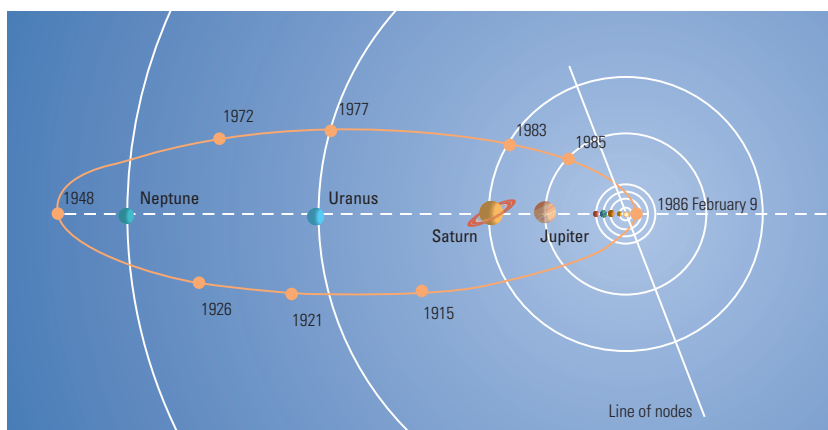 1972
1977
1983
1985
1948
Neptune
Uranus
1986 February 9
Saturn
Jupiter
1926
1921
1915
Line of nodes